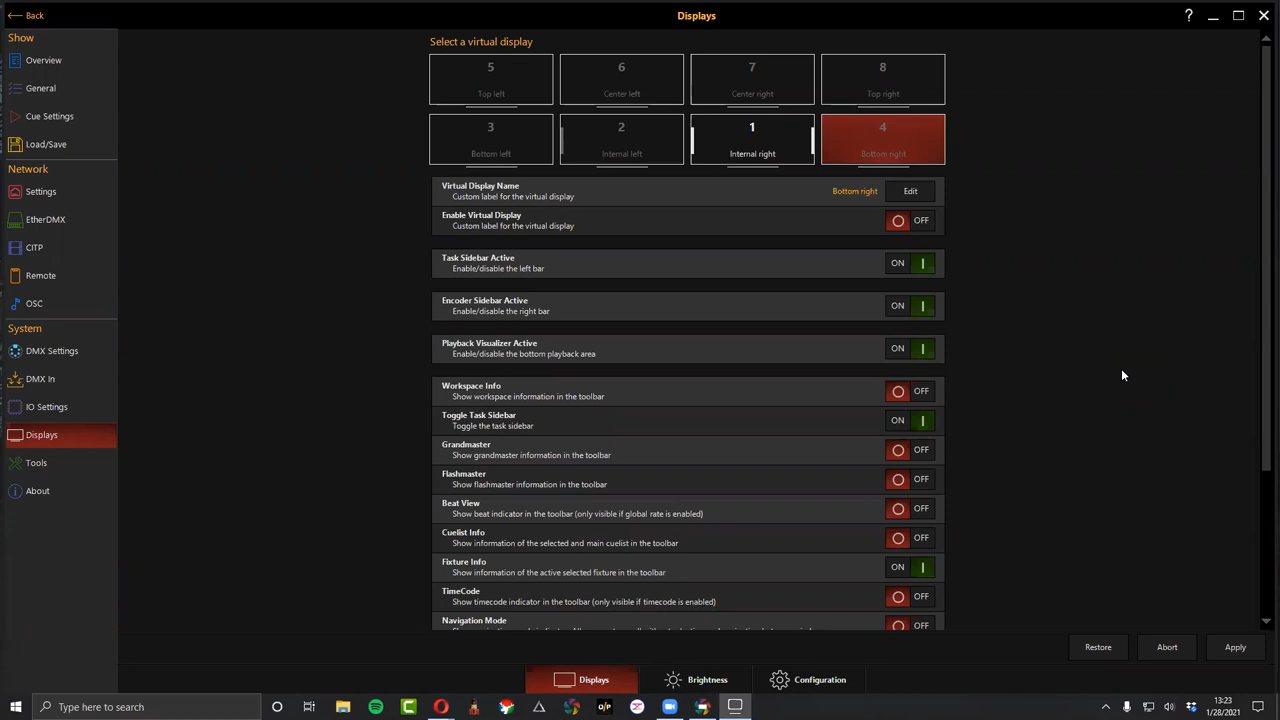 Back
Displays
?
Show
Overview
General
Cue Settings
Load/Save
Network
Settings
EtherDMX
CITP
Remote
OSC
System
DMX Settings
DMX In
IO Settings
Displays
Tools
About
Select a virtual display
5
Top left
6
Center left
7
Center right
8
Top right
3
Bottom left
2
Internal left
1
Internal right
4
Bottom right
Virtual Display Name
Custom label for the virtual display
Bottom right
Edit
Enable Virtual Display
Custom label for the virtual display
OFF
Task Sidebar Active
Enable/disable the left bar
ON
Encoder Sidebar Active
Enable/disable the right bar
ON
Playback Visualizer Active
Enable/disable the bottom playback area
ON
Workspace Info
Show workspace information in the toolbar
OFF
Toggle Task Sidebar
Toggle the task sidebar
ON
Grandmaster
Show grandmaster information in the toolbar
OFF
Flashmaster
Show flashmaster information in the toolbar
OFF
Beat View
Show beat indicator in the toolbar (only visible if global rate is enabled)
OFF
Cuelist Info
Show information of the selected and main cuelist in the toolbar
OFF
Fixture Info
Show information of the active selected fixture in the toolbar
ON
TimeCode
Show timecode indicator in the toolbar (only visible if timecode is enabled)
OFF
Navigation Mode
OFF
Restore
Abort
Apply
Displays
Brightness
Configuration
Type here to search
13:22
1/28/2021